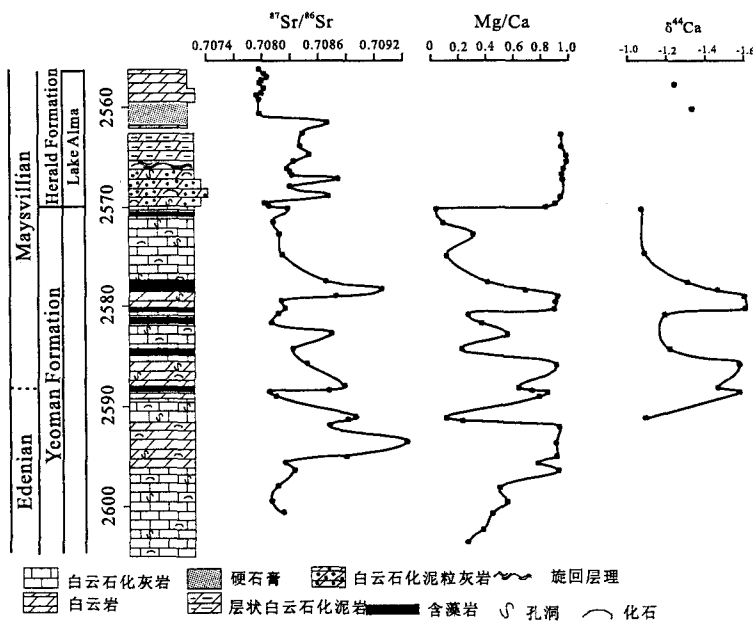 ⁸⁷Sr/⁸⁶Sr
Mg/Ca
δ⁴⁴Ca
0.7074 0.7080 0.7086 0.7092
0 0.2 0.4 0.6 0.8 1.0
-1.0 -1.2 -1.4 -1.6
Maysvillian
Edenian
Herald Formation
Yeoman Formation
Lake Alma
2560
2570
2580
2590
2600
白云石化灰岩 硬石膏 白云石化泥粒灰岩 旋回层理
白云岩 层状白云石化泥岩 含藻岩 孔洞 化石